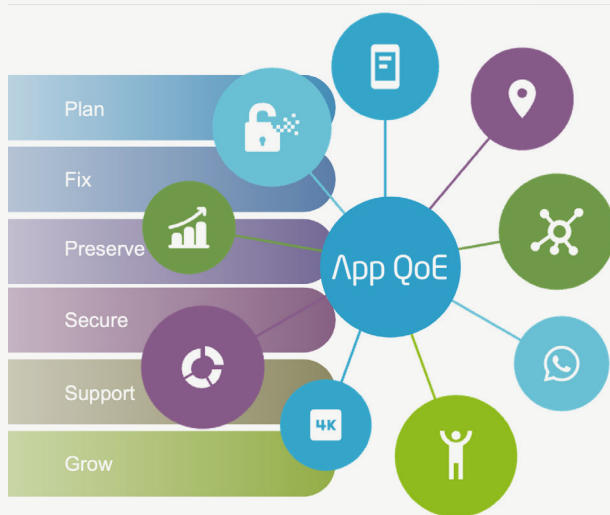 Plan
Fix
Preserve
Secure
Support
Grow
App QoE
4K